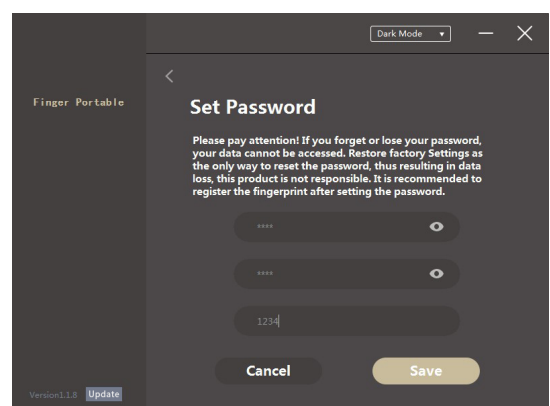 Dark Mode
Finger Portable
Set Password
Please pay attention! If you forget or lose your password,
your data cannot be accessed. Restore factory Settings as
the only way to reset the password, thus resulting in data
loss, this product is not responsible. It is recommended to
register the fingerprint after setting the password.
****
****
1234
Cancel
Save
Version1.1.8 Update